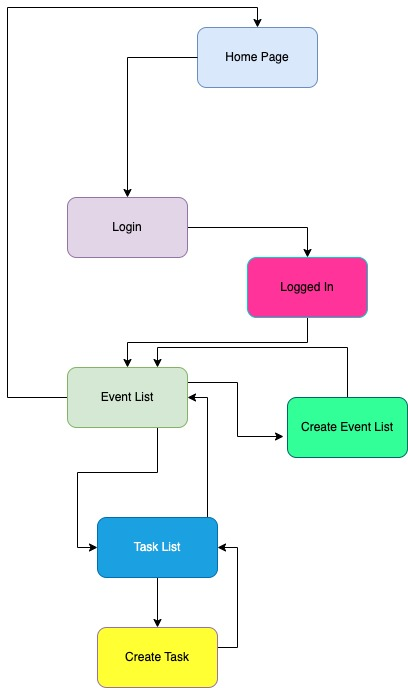 Home Page
Login
Logged In
Event List
Create Event List
Task List
Create Task